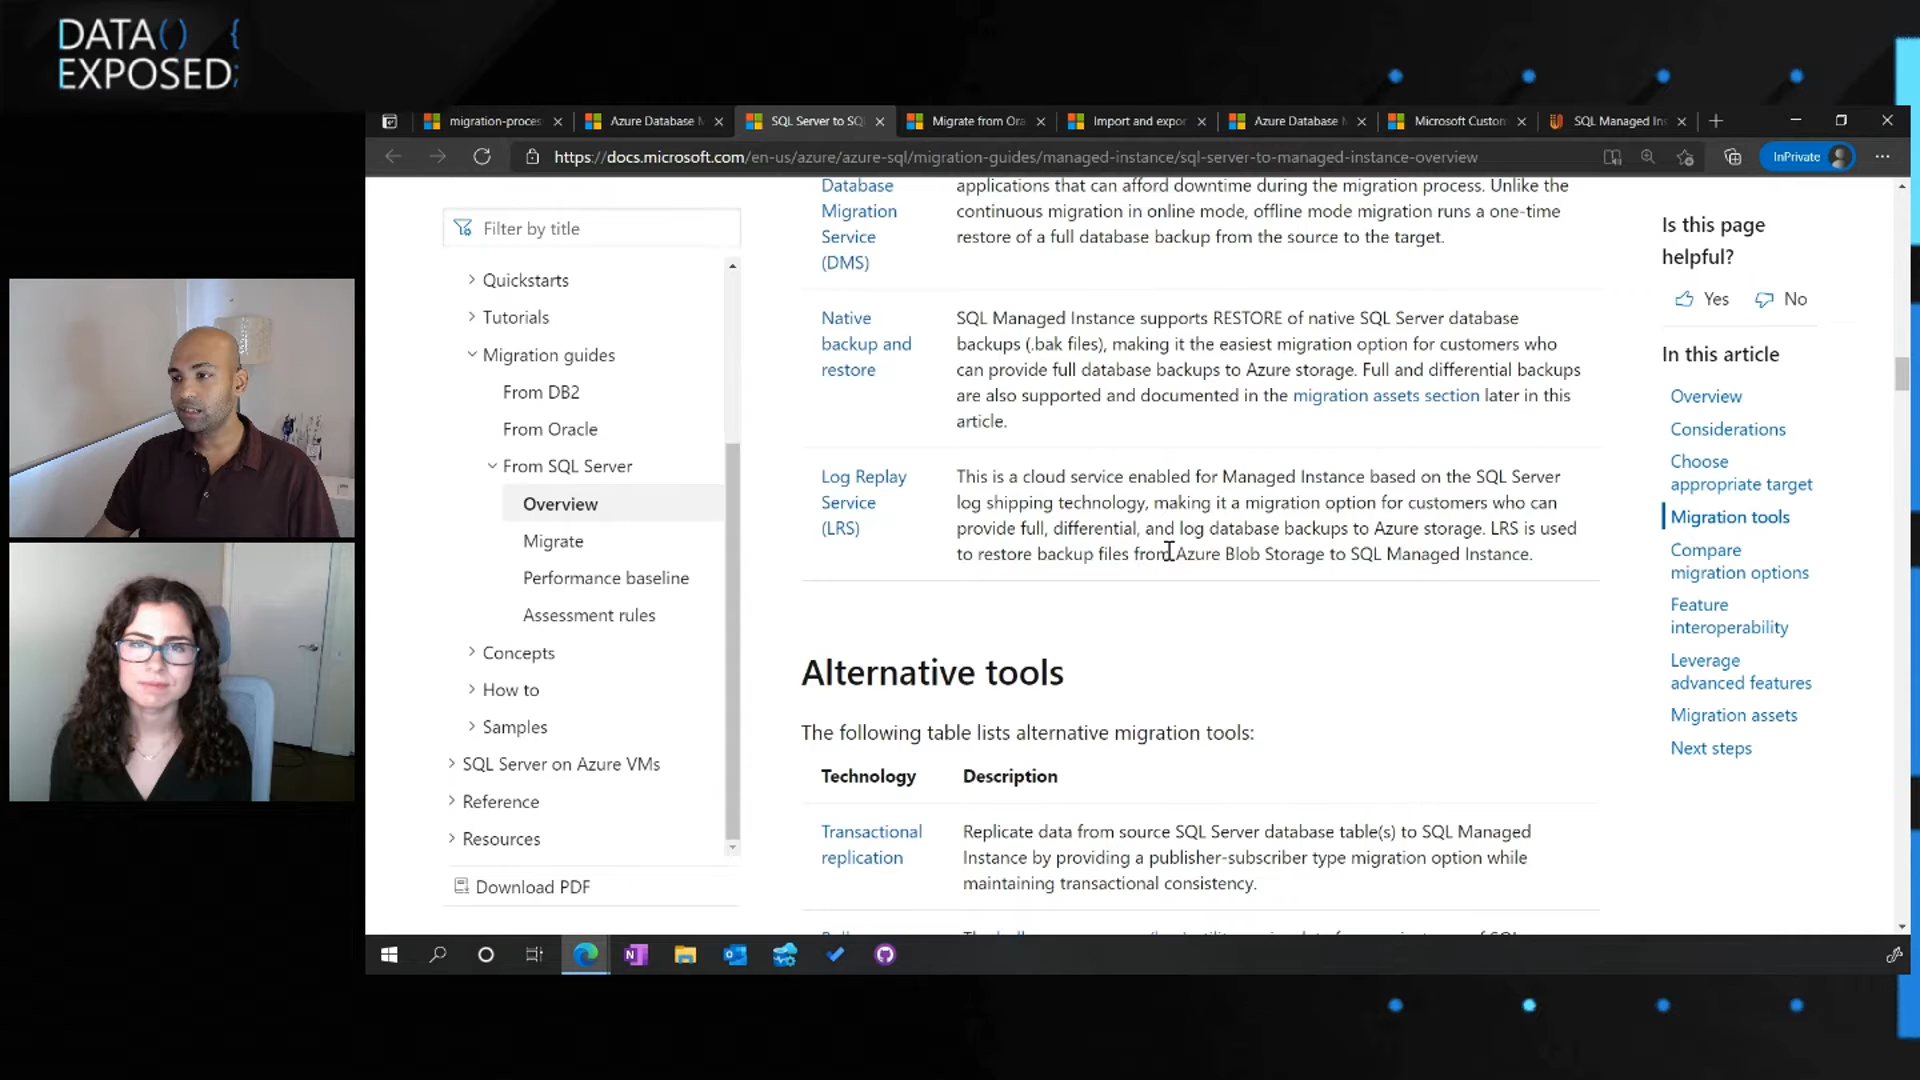 DATA() {
EXPOSED;
migration-proces
Azure Database M
SQL Server to SQ
Migrate from Ora
Import and expor
Azure Database M
Microsoft Custom
SQL Managed Ins
https://docs.microsoft.com/en-us/azure/azure-sql/migration-guides/managed-instance/sql-server-to-managed-instance-overview
InPrivate
Filter by title
Quickstarts
Tutorials
Migration guides
From DB2
From Oracle
From SQL Server
Overview
Migrate
Performance baseline
Assessment rules
Concepts
How to
Samples
SQL Server on Azure VMs
Reference
Resources
Download PDF
Database
Migration
Service
(DMS)
applications that can afford downtime during the migration process. Unlike the
continuous migration in online mode, offline mode migration runs a one-time
restore of a full database backup from the source to the target.
Native
backup and
restore
SQL Managed Instance supports RESTORE of native SQL Server database
backups (.bak files), making it the easiest migration option for customers who
can provide full database backups to Azure storage. Full and differential backups
are also supported and documented in the migration assets section later in this
article.
Log Replay
Service
(LRS)
This is a cloud service enabled for Managed Instance based on the SQL Server
log shipping technology, making it a migration option for customers who can
provide full, differential, and log database backups to Azure storage. LRS is used
to restore backup files from Azure Blob Storage to SQL Managed Instance.
Alternative tools
The following table lists alternative migration tools:
Technology
Description
Transactional
replication
Replicate data from source SQL Server database table(s) to SQL Managed
Instance by providing a publisher-subscriber type migration option while
maintaining transactional consistency.
Is this page
helpful?
Yes
No
In this article
Overview
Considerations
Choose
appropriate target
Migration tools
Compare
migration options
Feature
interoperability
Leverage
advanced features
Migration assets
Next steps